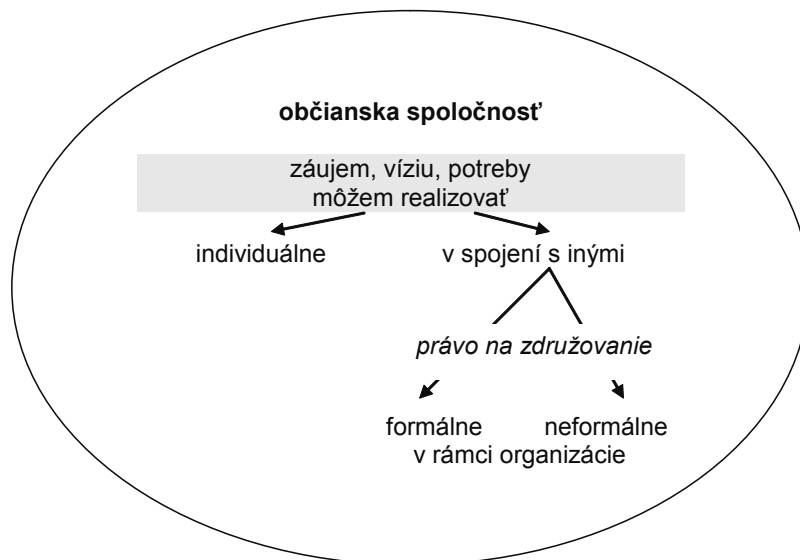 občianska spoločnosť
záujem, víziu, potreby
môžem realizovať
individuálne v spojení s inými
právo na združovanie
formálne neformálne
v rámci organizácie